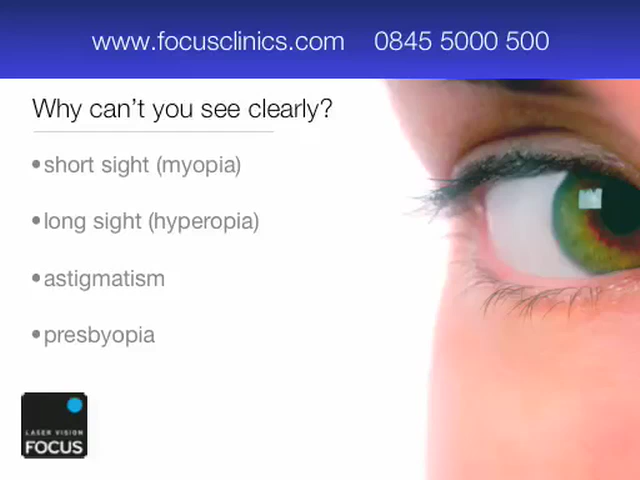 www.focusclinics.com 0845 5000 500
Why can't you see clearly?
•short sight (myopia)
•long sight (hyperopia)
•astigmatism
•presbyopia
LASER VISION
FOCUS